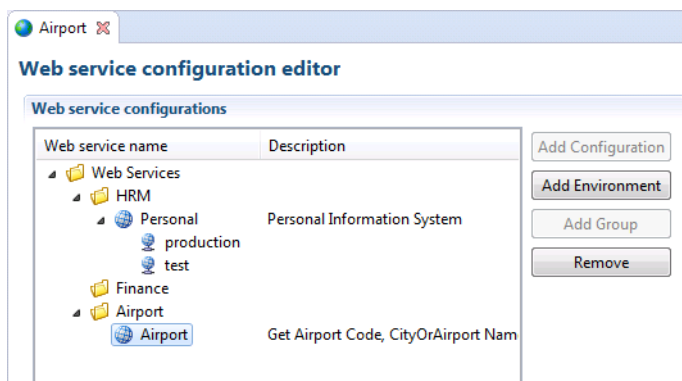 Airport
Web service configuration editor
Web service configurations
Web service name Description
Web Services
HRM
Personal Personal Information System
production
test
Finance
Airport
Airport Get Airport Code, CityOrAirport Nam
Add Configuration
Add Environment
Add Group
Remove